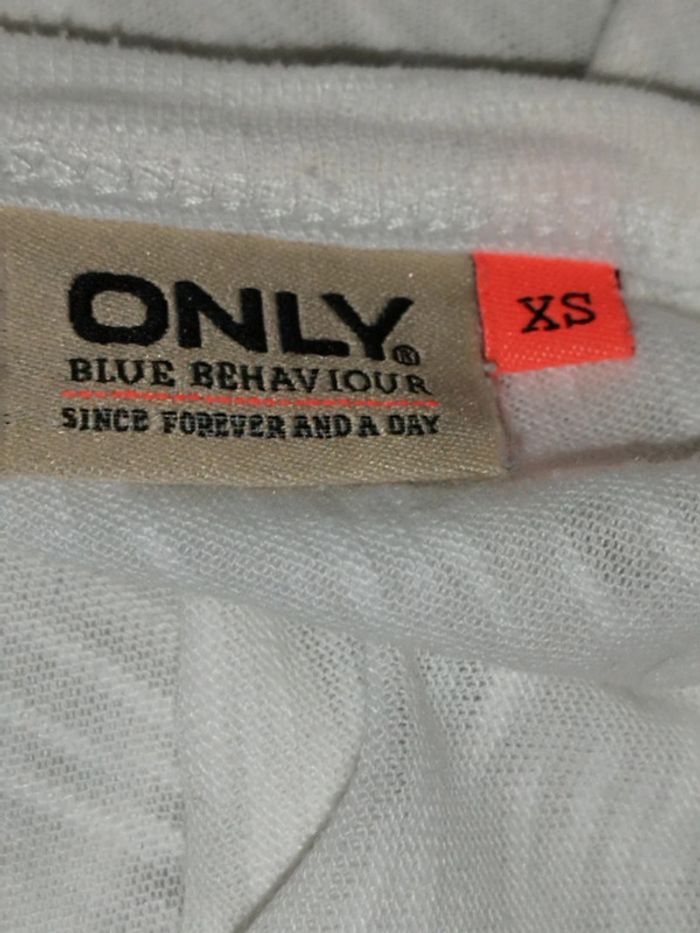 ONLY®
BLUE BEHAVIOUR
SINCE FOREVER AND A DAY
XS